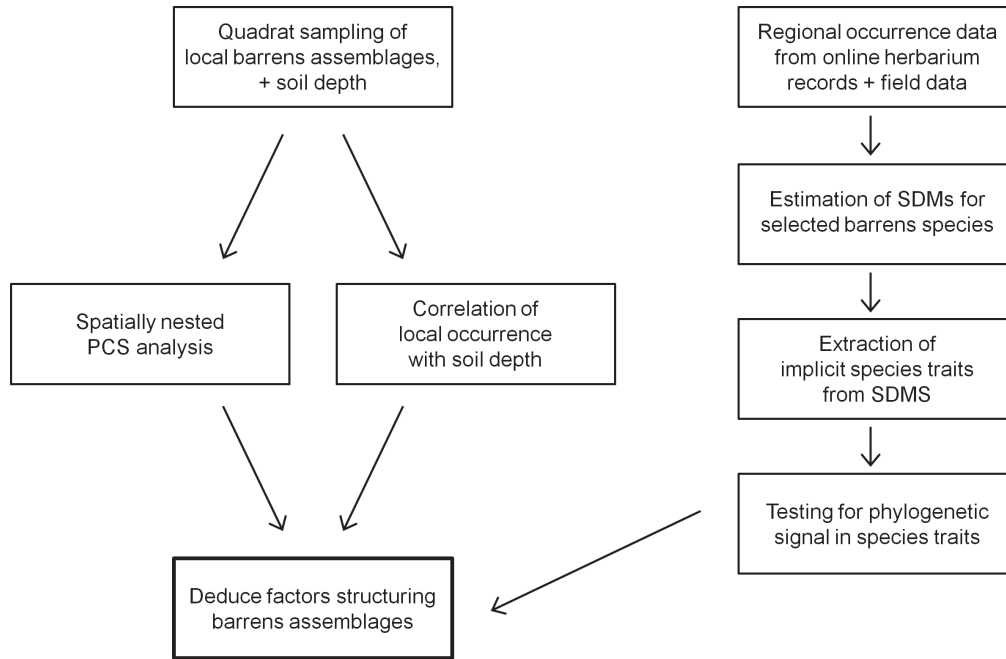 Quadrat sampling of
local barrens assemblages,
+ soil depth
Spatially nested
PCS analysis
Correlation of
local occurrence
with soil depth
Deduce factors structuring
barrens assemblages
Regional occurrence data
from online herbarium
records + field data
Estimation of SDMs for
selected barrens species
Extraction of
implicit species traits
from SDMS
Testing for phylogenetic
signal in species traits